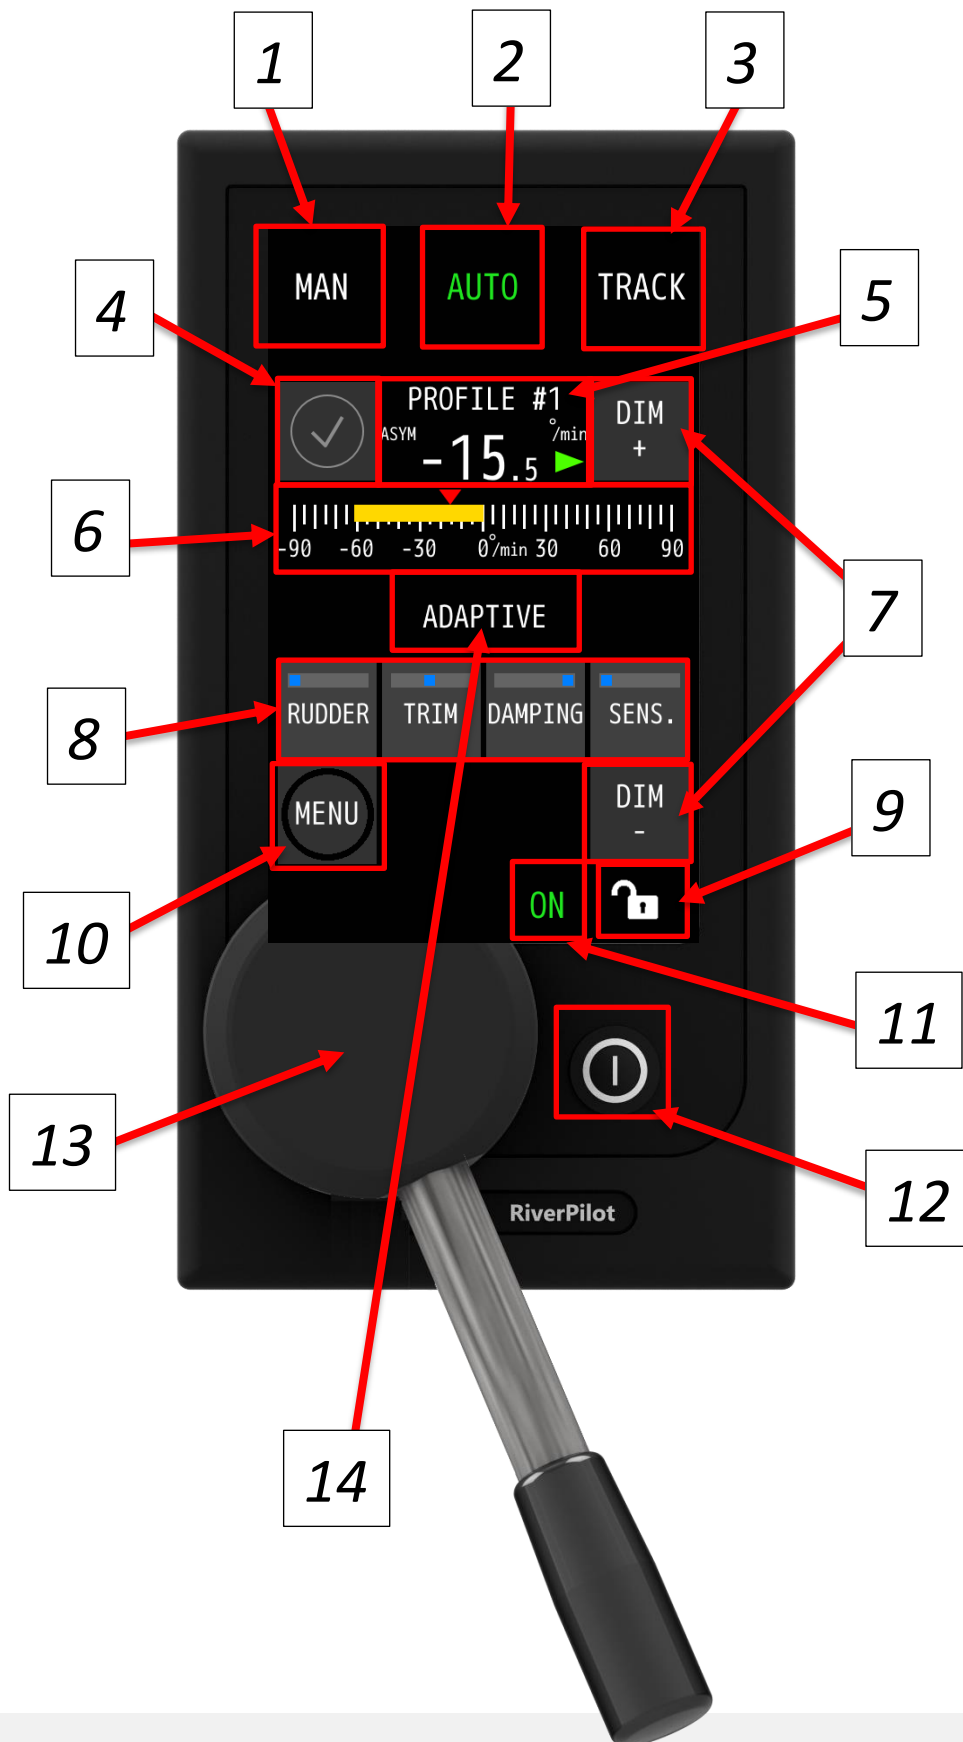 1
2
3
MAN
AUTO
TRACK
4
5
PROFILE #1
DIM
+
ASYM
°/min
-15.5
6
-90 -60 -30 0°/min 30 60 90
7
ADAPTIVE
8
RUDDER
TRIM
DAMPING
SENS.
MENU
DIM
-
9
ON
10
11
13
12
RiverPilot
14